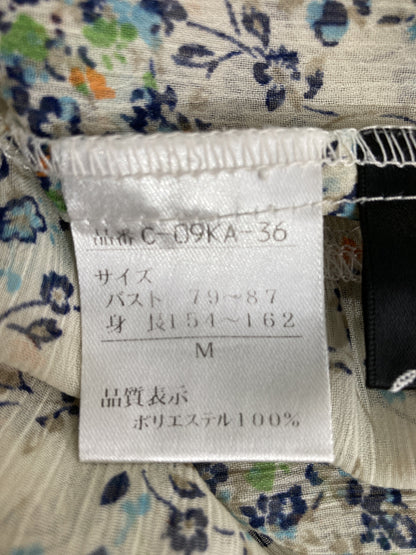 品番 C-09KA-36
サイズ
バスト 79～87
身 長154～162
M
品質表示
ポリエステル100%